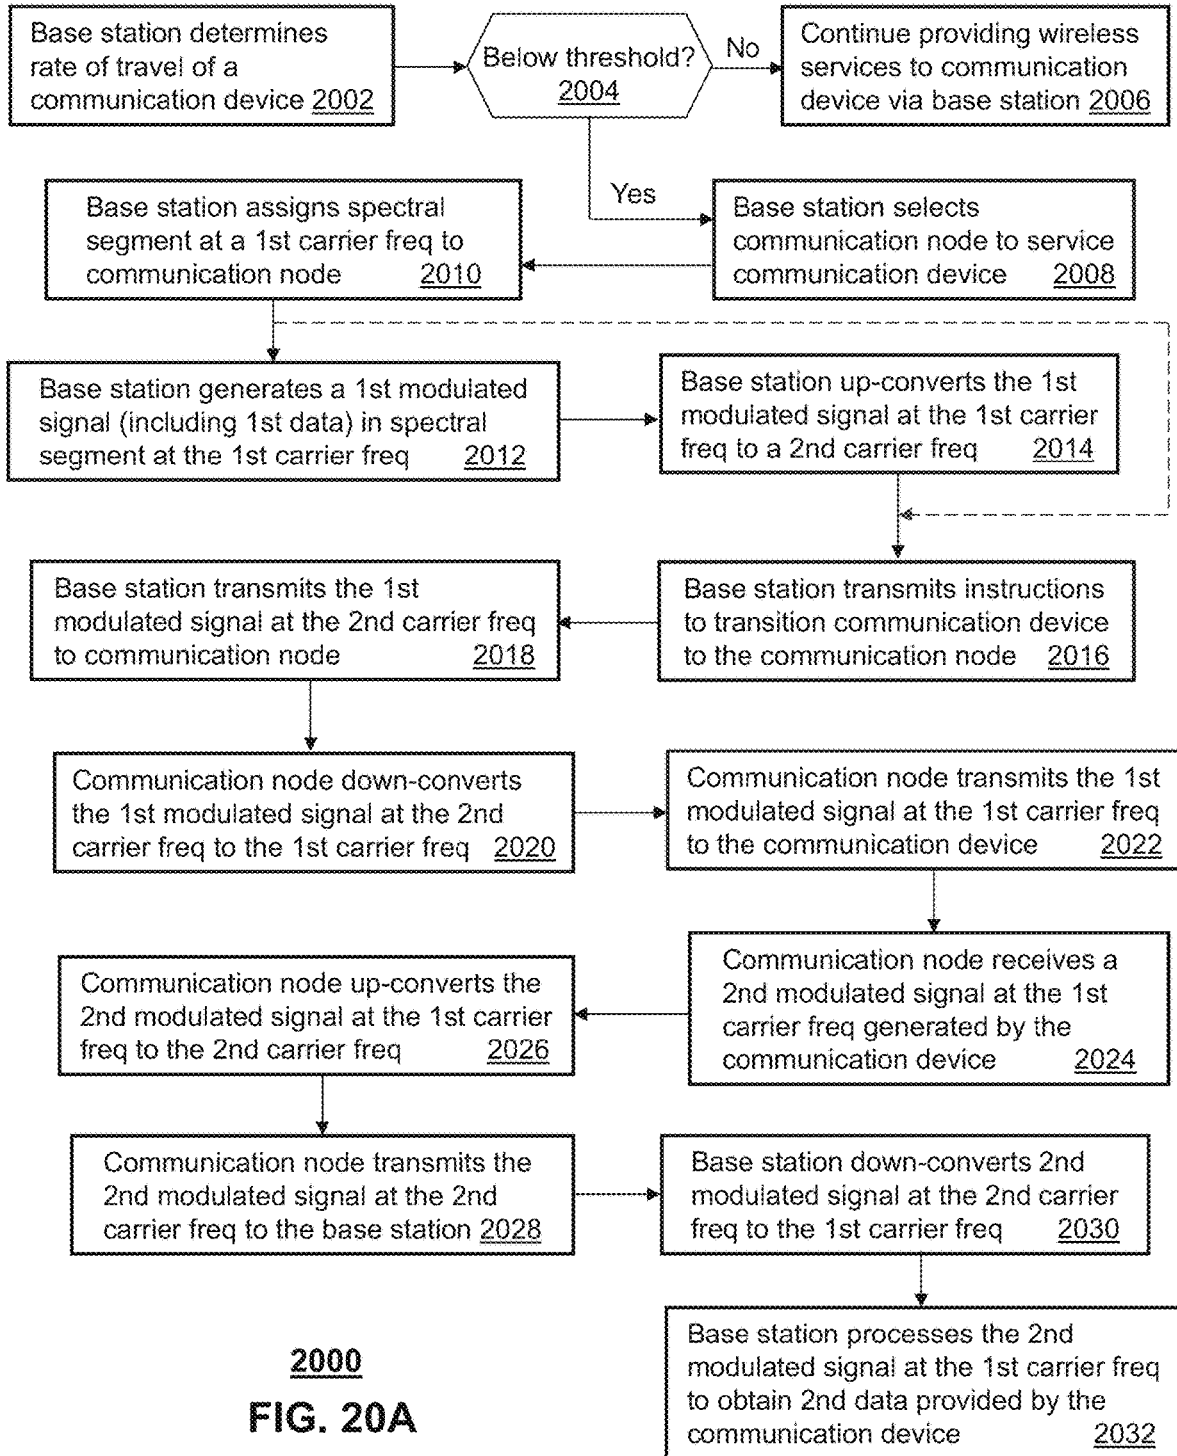 Base station determines
rate of travel of a
communication device 2002
Below threshold?
2004
No
Continue providing wireless
services to communication
device via base station 2006
Yes
Base station selects
communication node to service
communication device 2008
Base station assigns spectral
segment at a 1st carrier freq to
communication node 2010
Base station generates a 1st modulated
signal (including 1st data) in spectral
segment at the 1st carrier freq 2012
Base station up-converts the 1st
modulated signal at the 1st carrier
freq to a 2nd carrier freq 2014
Base station transmits instructions
to transition communication device
to the communication node 2016
Base station transmits the 1st
modulated signal at the 2nd carrier freq
to communication node 2018
Communication node down-converts
the 1st modulated signal at the 2nd
carrier freq to the 1st carrier freq 2020
Communication node transmits the 1st
modulated signal at the 1st carrier freq
to the communication device 2022
Communication node receives a
2nd modulated signal at the 1st
carrier freq generated by the
communication device 2024
Communication node up-converts the
2nd modulated signal at the 1st carrier
freq to the 2nd carrier freq 2026
Communication node transmits the
2nd modulated signal at the 2nd
carrier freq to the base station 2028
Base station down-converts 2nd
modulated signal at the 2nd carrier
freq to the 1st carrier freq 2030
Base station processes the 2nd
modulated signal at the 1st carrier freq
to obtain 2nd data provided by the
communication device 2032
2000
FIG. 20A